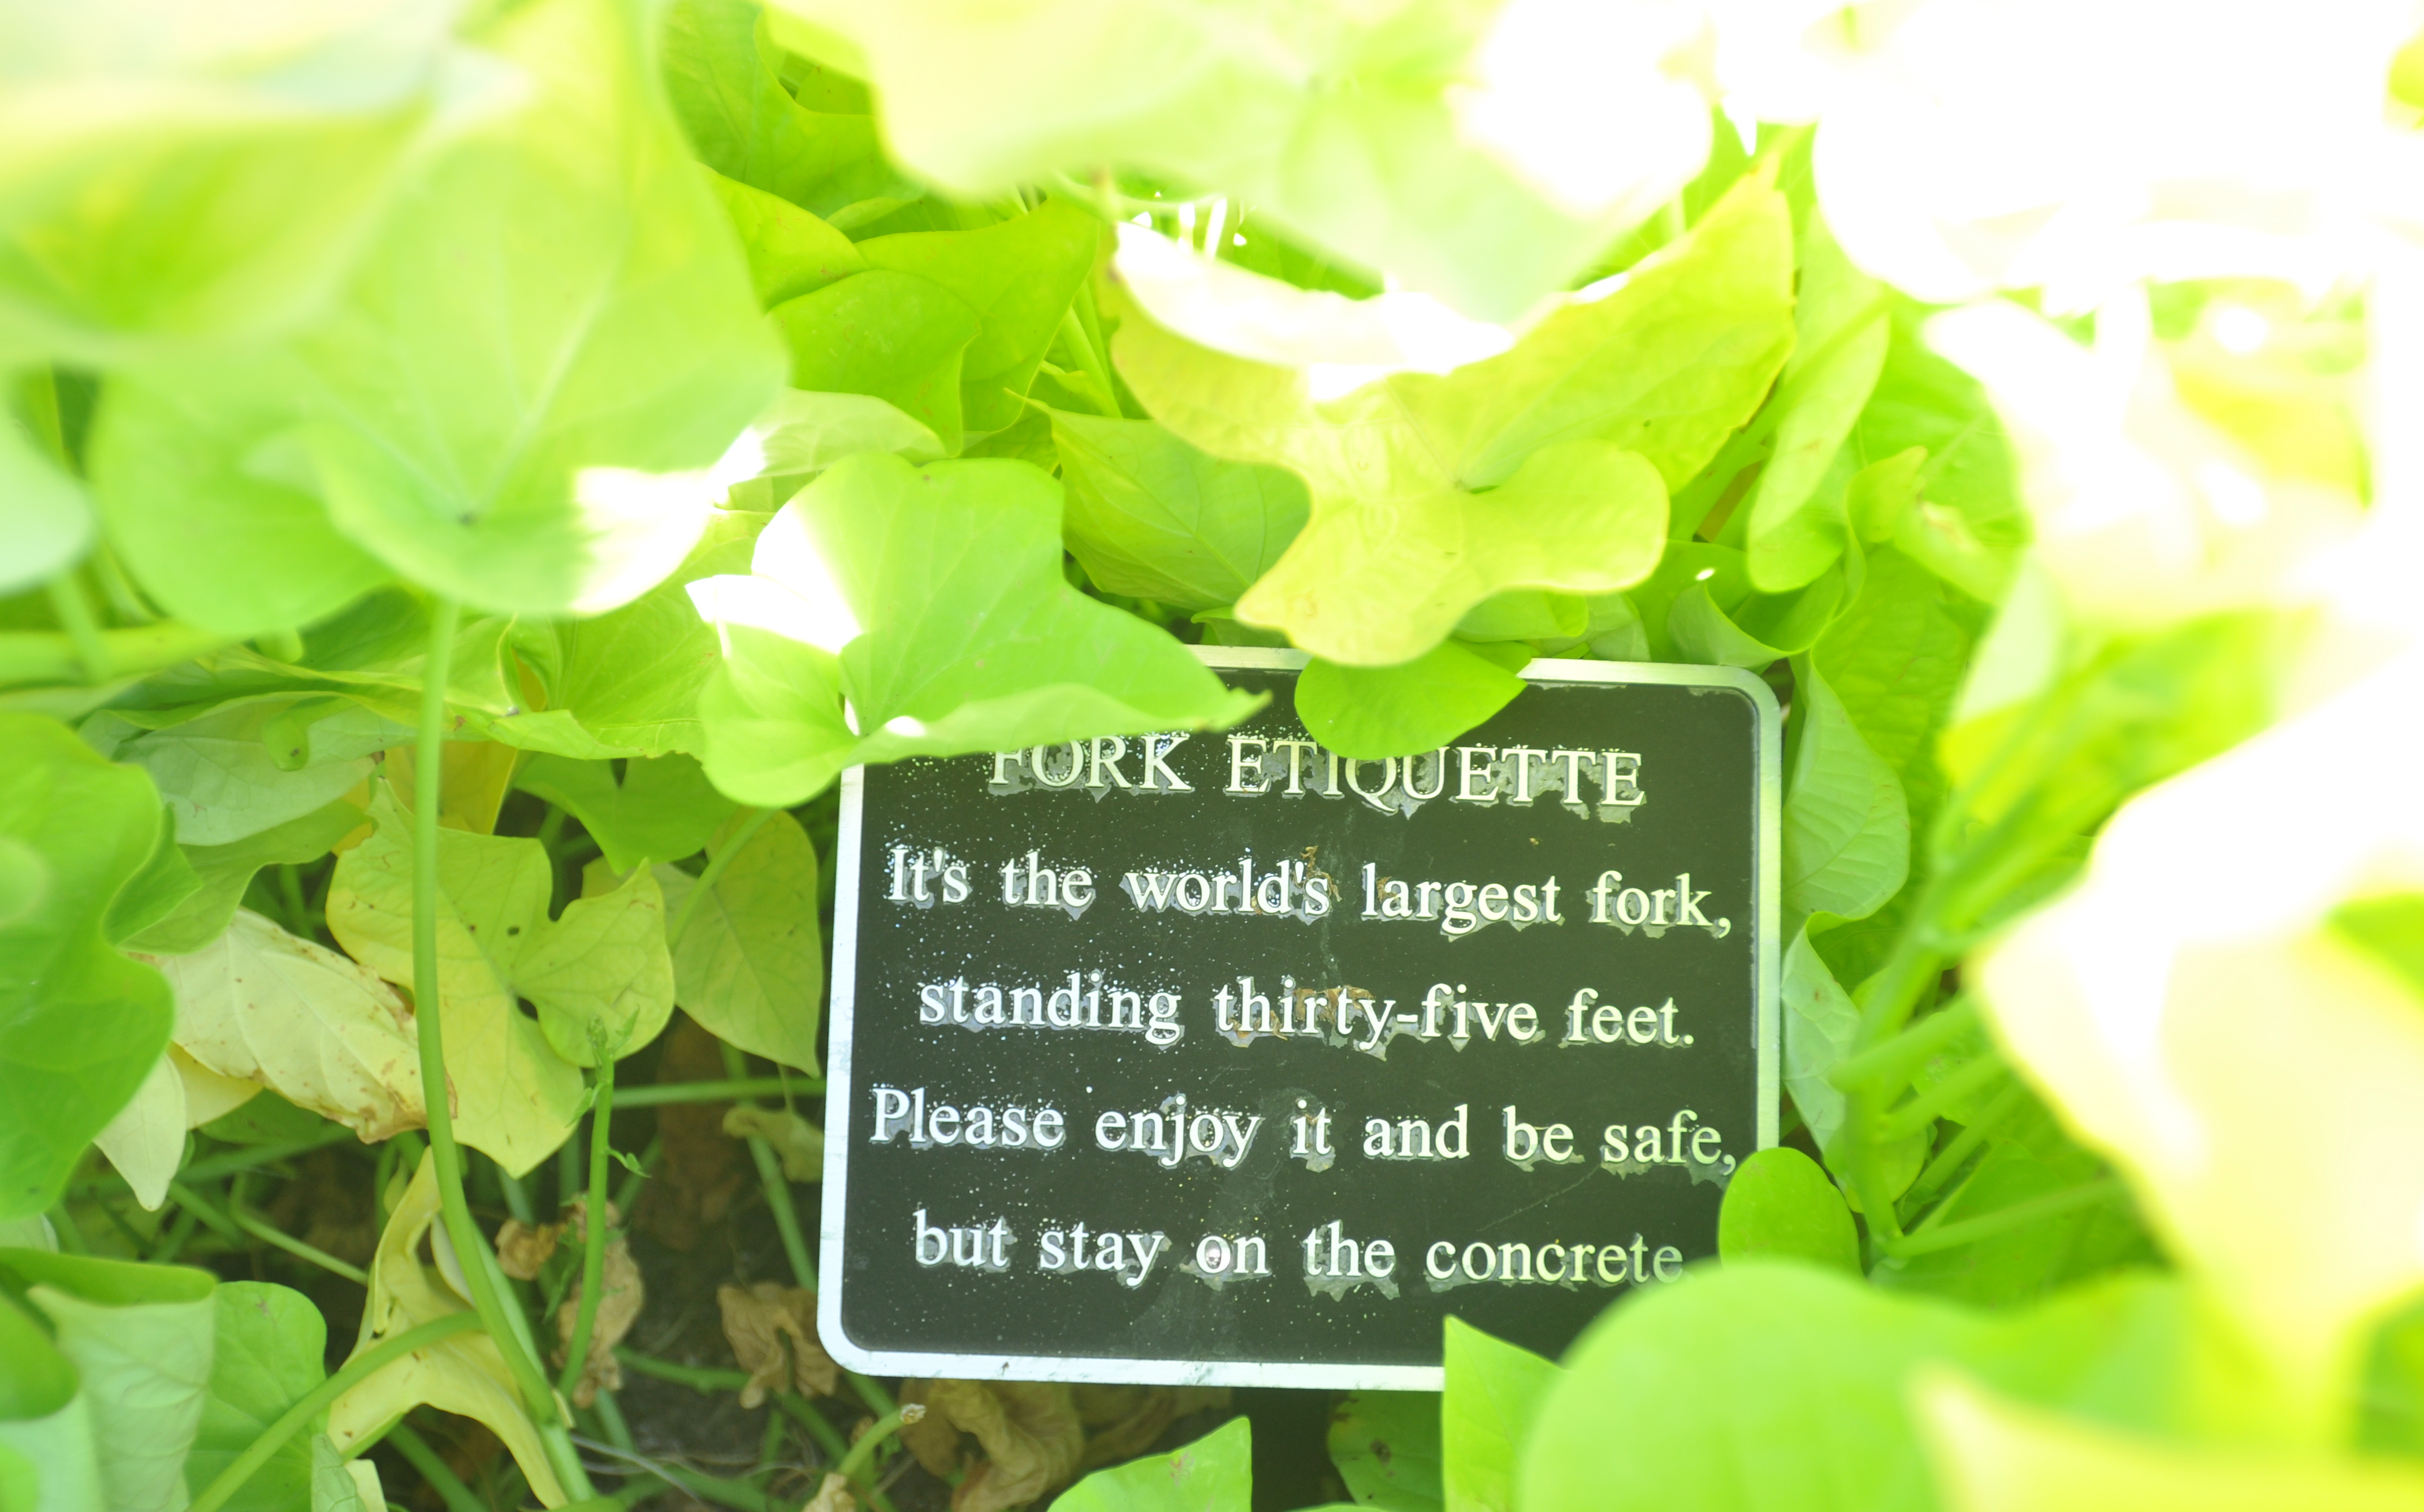 FORK ETIQUETTE
It's the world's largest fork,
standing thirty-five feet.
Please enjoy it and be safe,
but stay on the concrete.